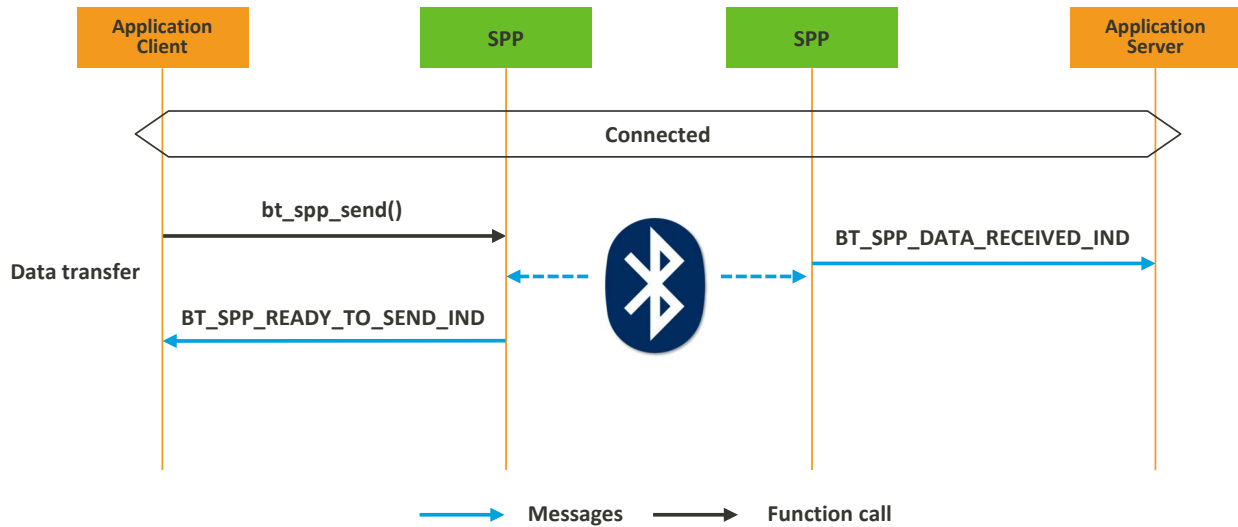 Application
Client
SPP
SPP
Application
Server
Connected
bt_spp_send()
BT_SPP_DATA_RECEIVED_IND
Data transfer
BT_SPP_READY_TO_SEND_IND
Messages
Function call